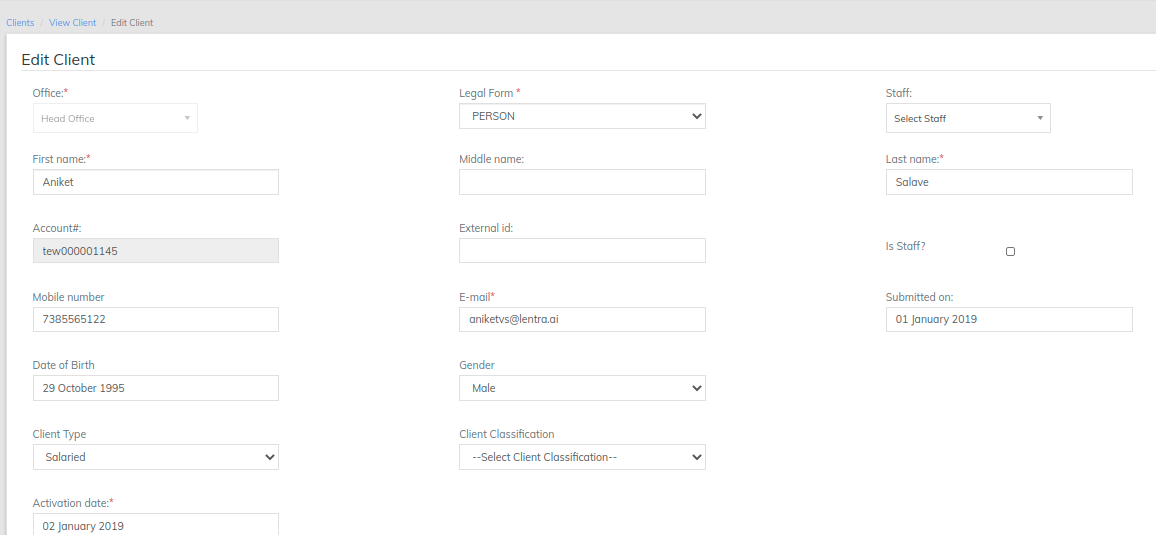 Clients / View Client / Edit Client
Edit Client
Office:* Legal Form * Staff:
Head Office PERSON Select Staff
First name:* Middle name: Last name:*
Aniket Salave
Account#: External id:
tew000001145 Is Staff?
Mobile number E-mail* Submitted on:
7385565122 aniketvs@lentra.ai 01 January 2019
Date of Birth Gender
29 October 1995 Male
Client Type Client Classification
Salaried --Select Client Classification--
Activation date:*
02 January 2019